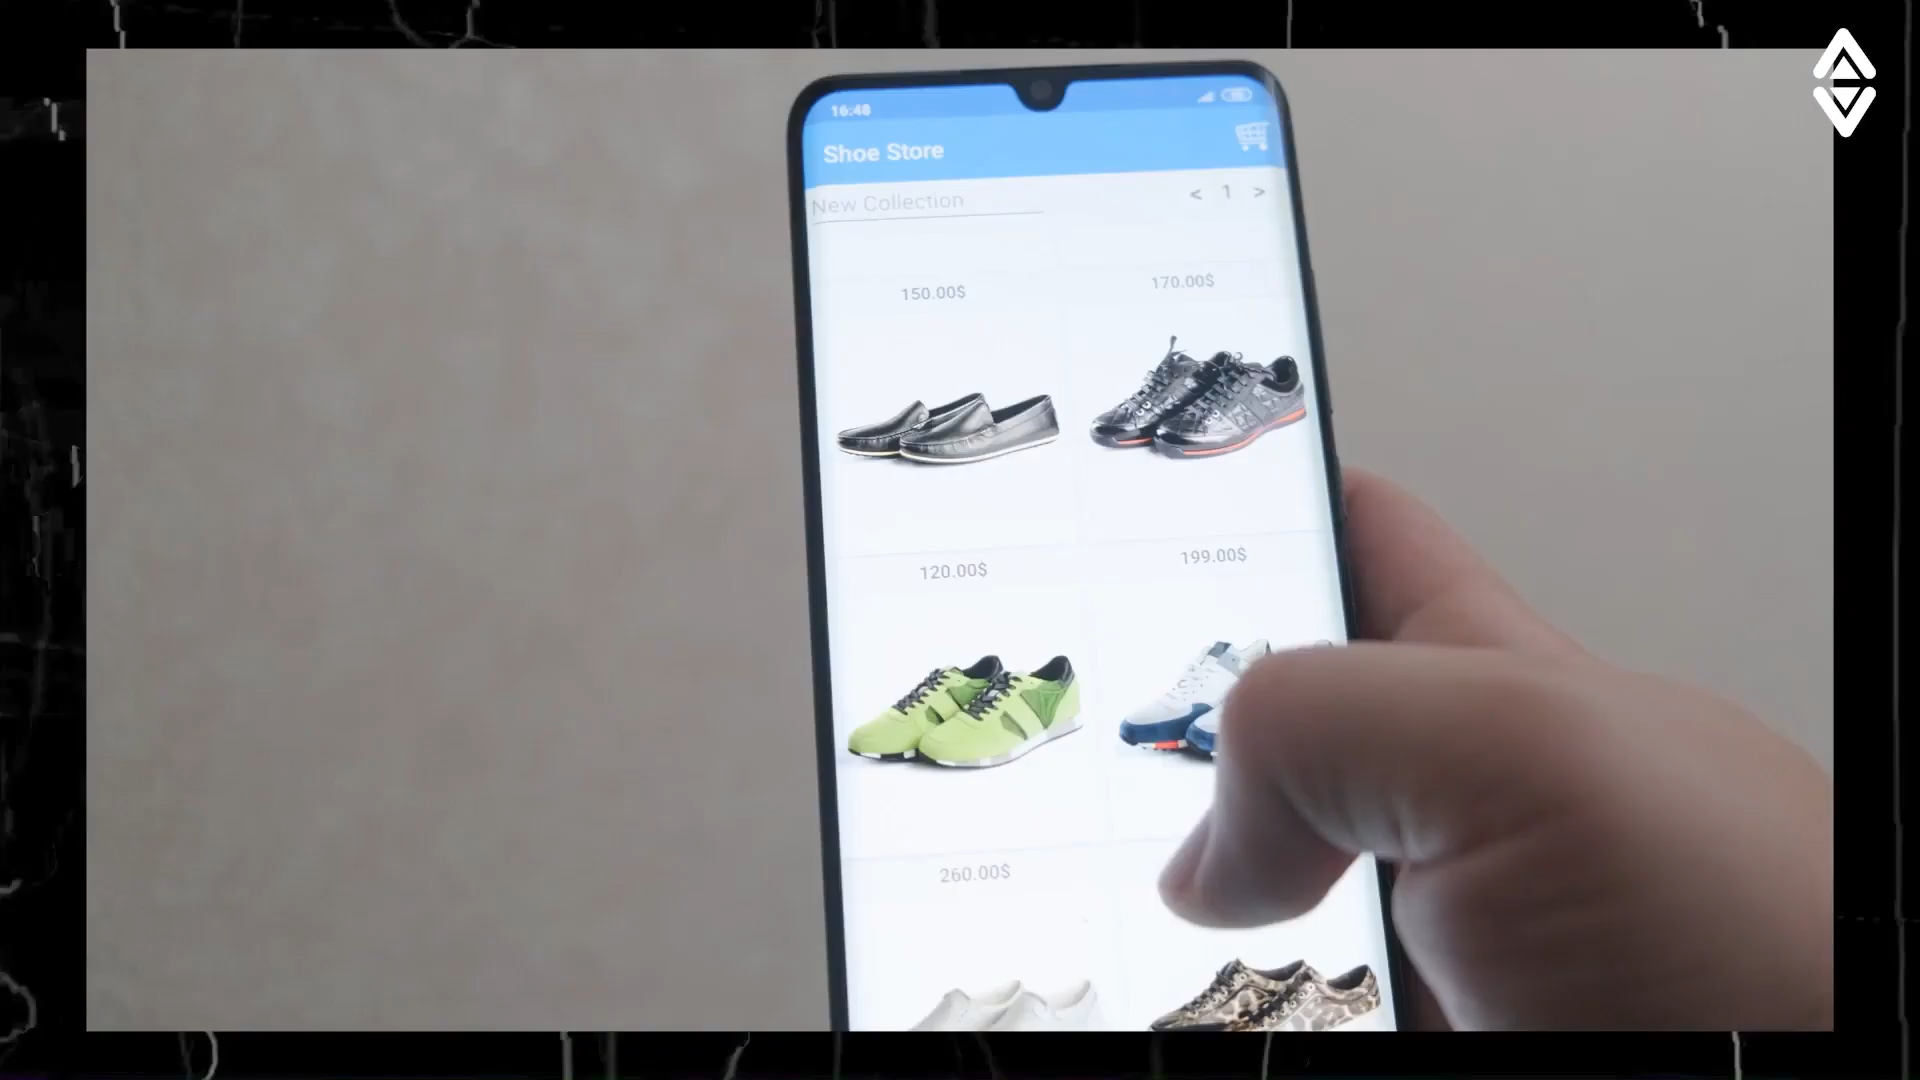 16:48
Shoe Store
New Collection
< 1 >
150.00$
170.00$
120.00$
199.00$
260.00$